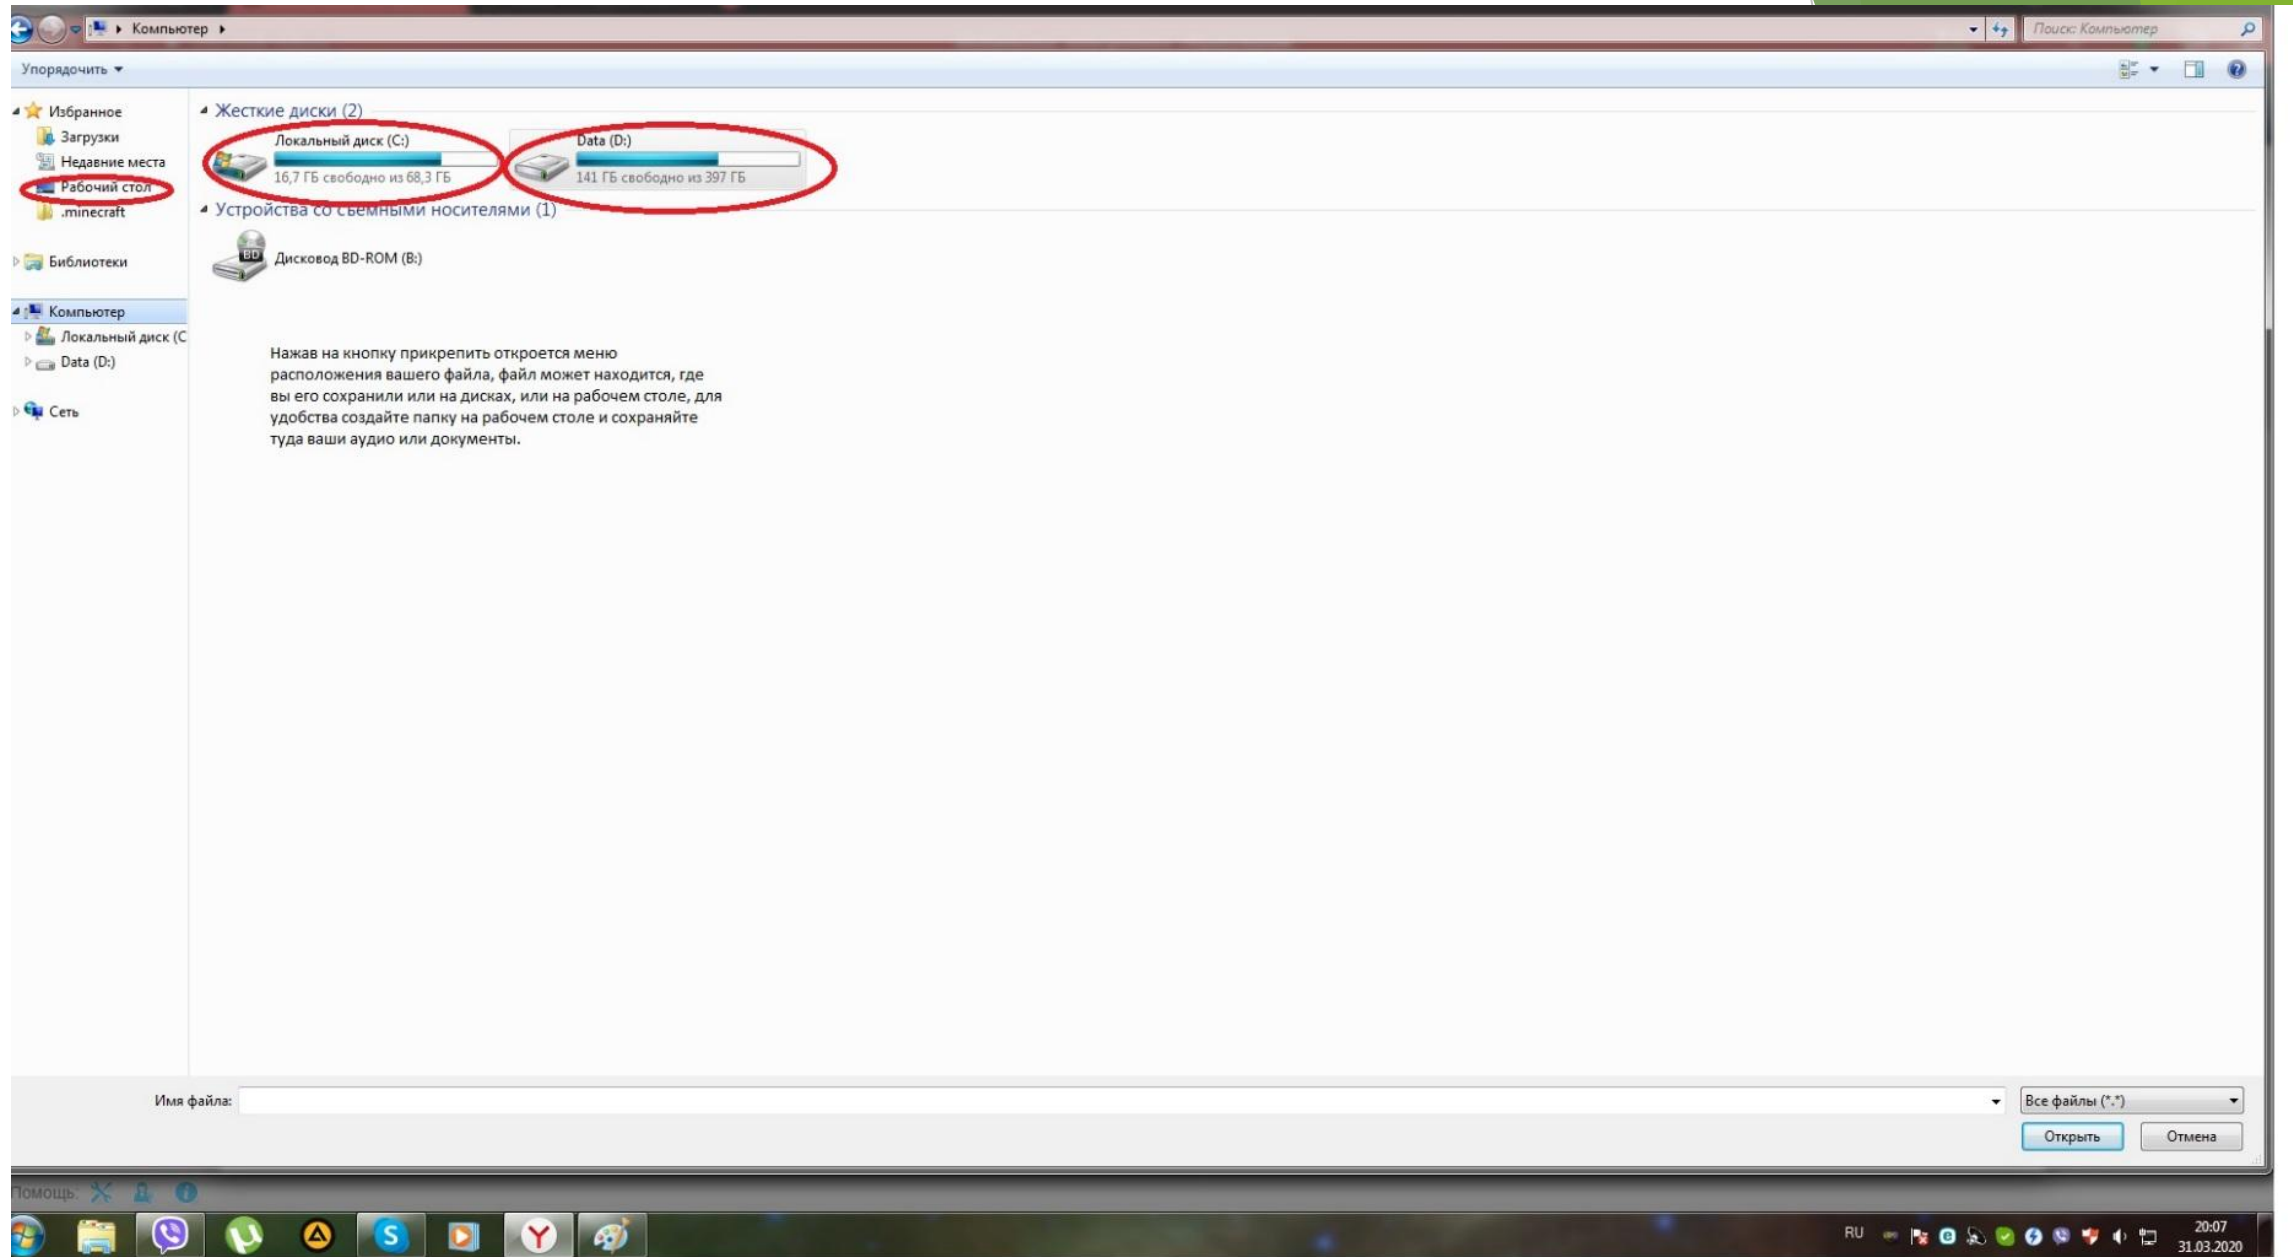 Компьютер
Поиск: Компьютер
Упорядочить
Избранное
Загрузки
Недавние места
Рабочий стол
.minecraft
Библиотеки
Компьютер
Локальный диск (C
Data (D:)
Сеть
Жесткие диски (2)
Локальный диск (C:)
16,7 ГБ свободно из 68,3 ГБ
Data (D:)
141 ГБ свободно из 397 ГБ
Устройства со съемными носителями (1)
BD
Дисковод BD-ROM (B:)
Нажав на кнопку прикрепить откроется меню
расположения вашего файла, файл может находится, где
вы его сохранили или на дисках, или на рабочем столе, для
удобства создайте папку на рабочем столе и сохраняйте
туда ваши аудио или документы.
Имя файла:
Все файлы (*.*)
Открыть
Отмена
Помощь:
RU
20:07
31.03.2020